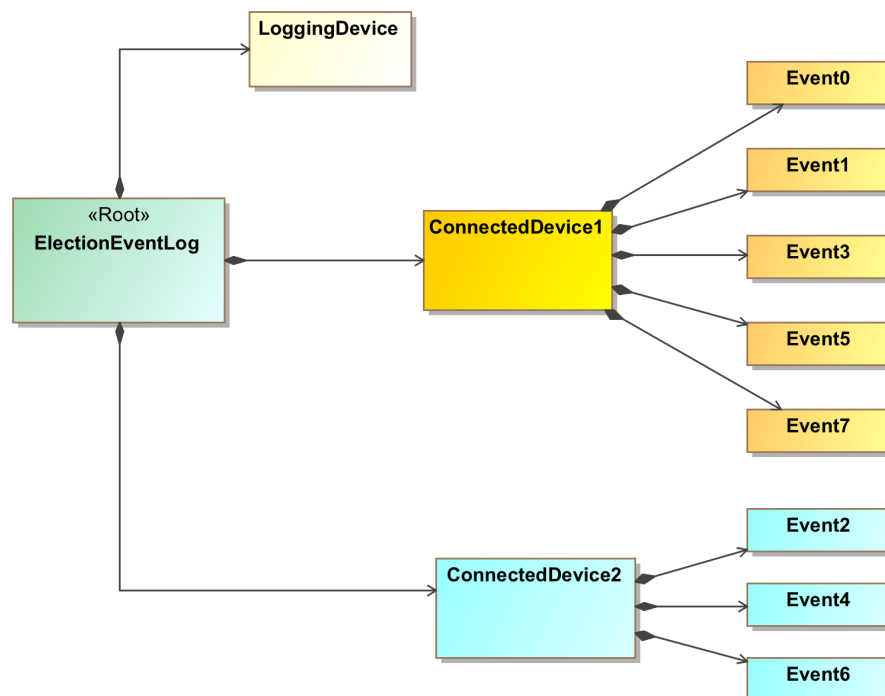 LoggingDevice
«Root»
ElectionEventLog
ConnectedDevice1
Event0
Event1
Event3
Event5
Event7
ConnectedDevice2
Event2
Event4
Event6